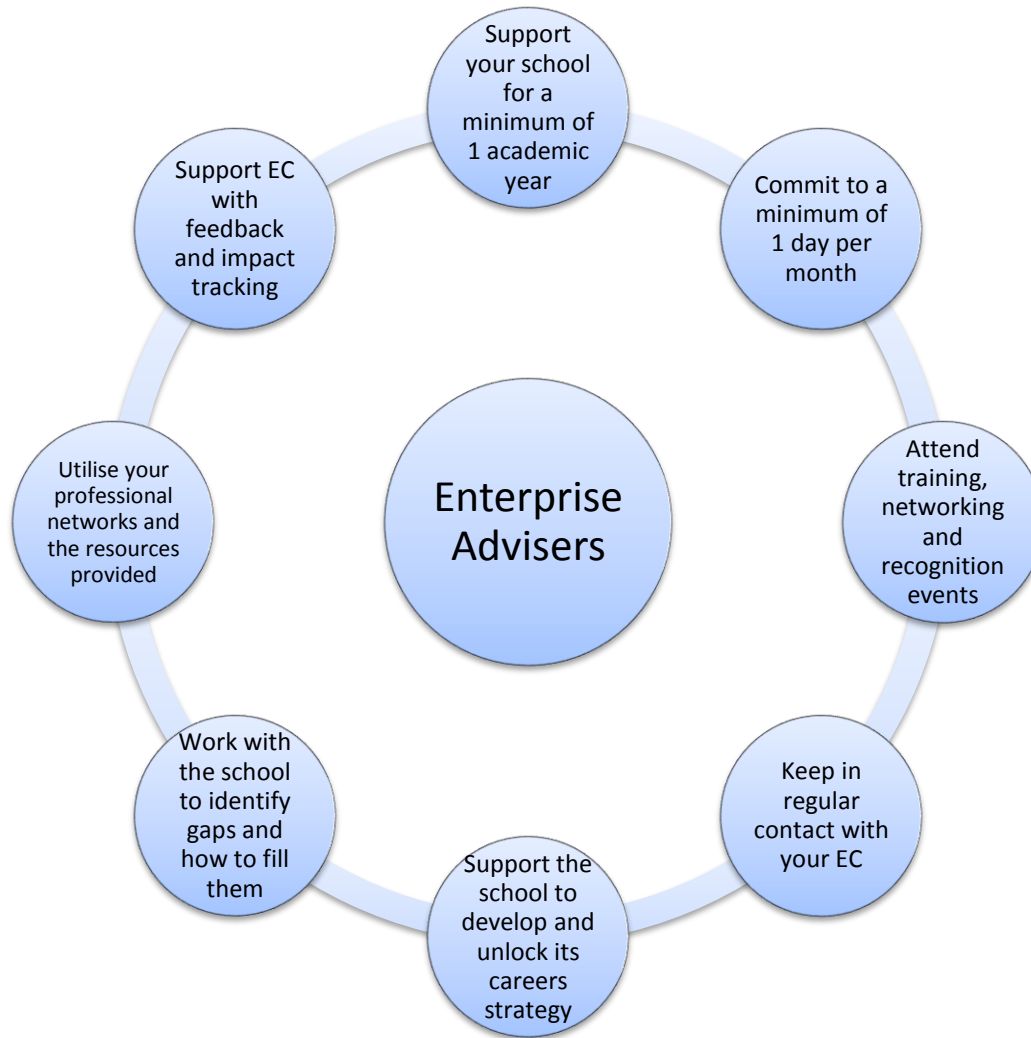 Support
your school
for a
minimum of
1 academic
year
Commit to a
minimum of
1 day per
month
Attend
training,
networking
and
recognition
events
Keep in
regular
contact with
your EC
Support the
school to
develop and
unlock its
careers
strategy
Work with
the school
to identify
gaps and
how to fill
them
Utilise your
professional
networks and
the resources
provided
Support EC
with
feedback
and impact
tracking
Enterprise
Advisers